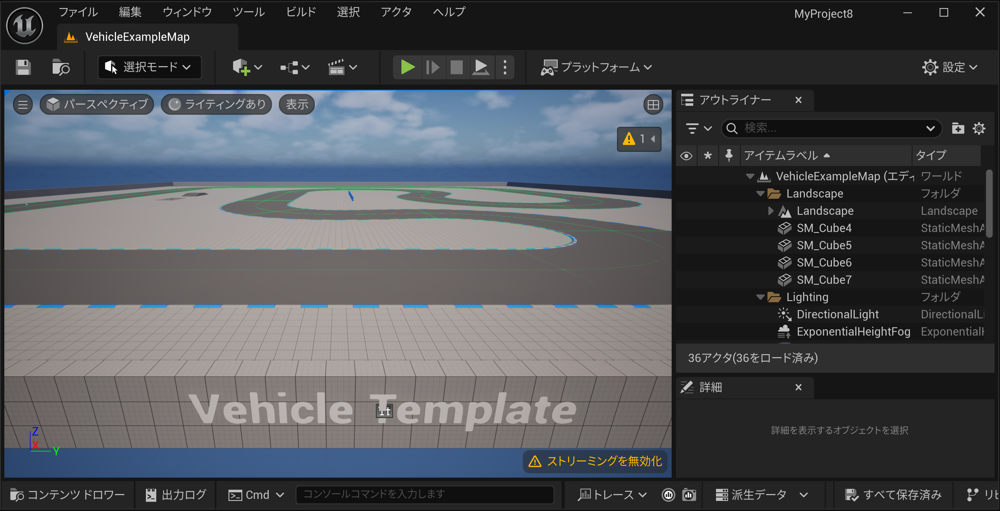 ファイル 編集 ウィンドウ ツール ビルド 選択 アクタ ヘルプ
MyProject8
VehicleExampleMap
選択モード
プラットフォーム
設定
パースペクティブ ライティングあり 表示
1
Vehicle Template
Z
X
Y
ストリーミングを無効化
アウトライナー
検索...
アイテムラベル タイプ
VehicleExampleMap (エディ ワールド
Landscape フォルダ
Landscape Landscape
SM_Cube4 StaticMeshA
SM_Cube5 StaticMeshA
SM_Cube6 StaticMeshA
SM_Cube7 StaticMeshA
Lighting フォルダ
DirectionalLight DirectionalLi
ExponentialHeightFog Exponential
36アクタ(36をロード済み)
詳細
詳細を表示するオブジェクトを選択
コンテンツ ドロワー 出力ログ Cmd コンソールコマンドを入力します トレース 派生データ すべて保存済み